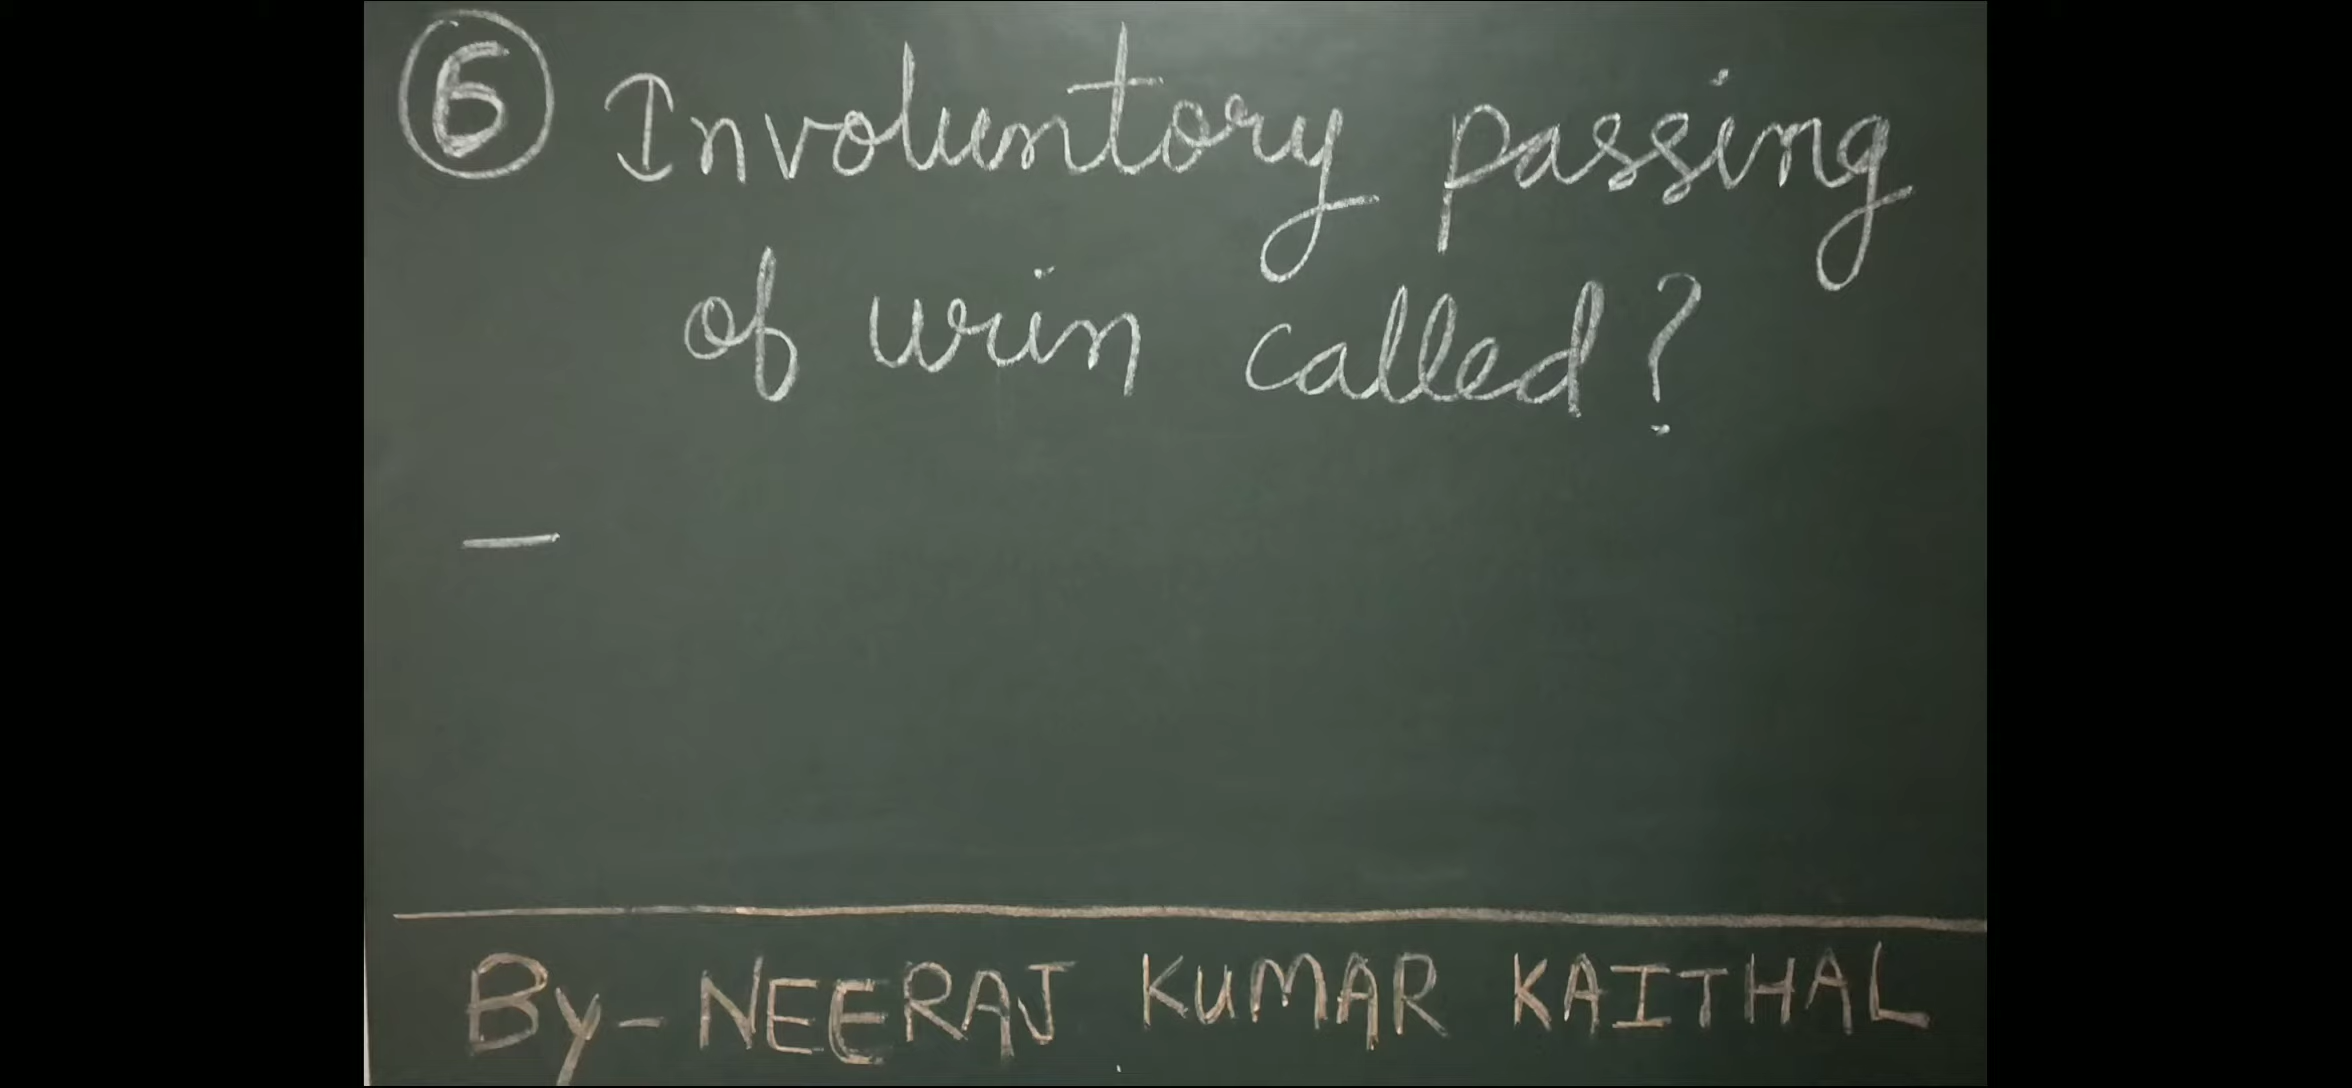 6 Involuntory passing
of urin called?
—
By - NEERAJ KUMAR KAITHAL